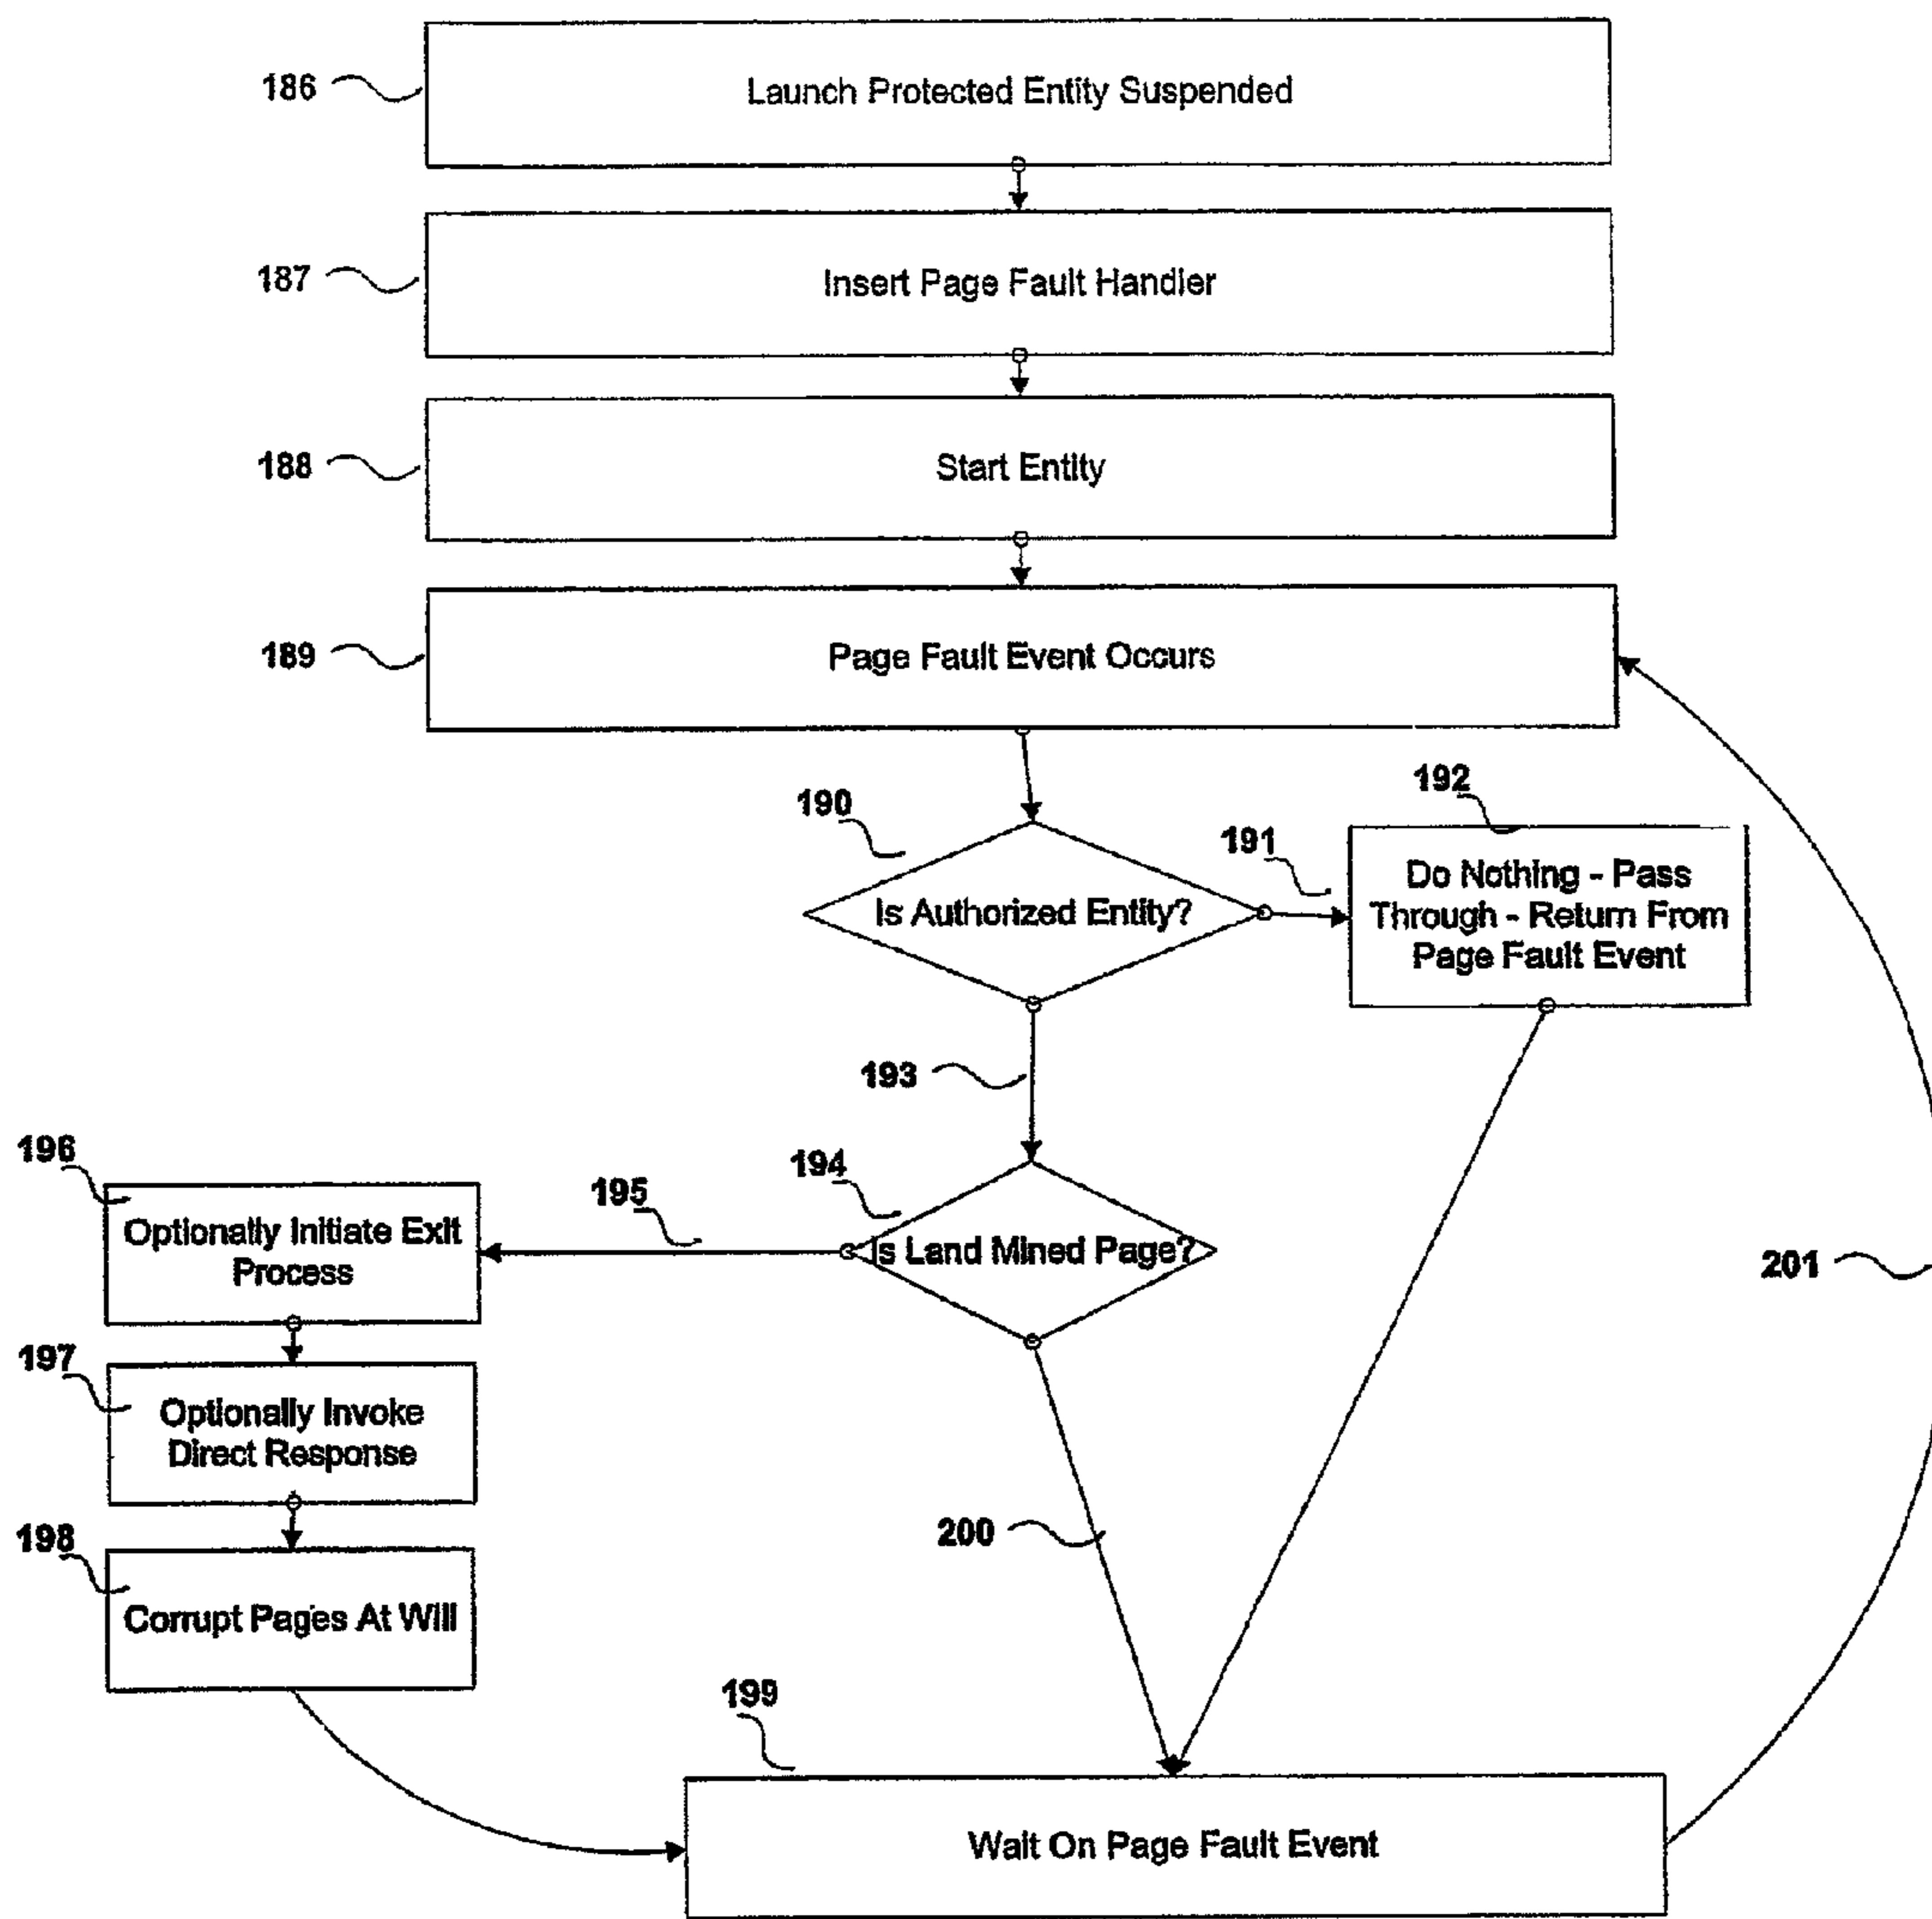 186
Launch Protected Entity Suspended
187
Insert Page Fault Handler
188
Start Entity
189
Page Fault Event Occurs
190
Is Authorized Entity?
191
192
Do Nothing - Pass
Through - Return From
Page Fault Event
193
194
Is Land Mined Page?
195
196
Optionally Initiate Exit
Process
197
Optionally Invoke
Direct Response
198
Corrupt Pages At Will
199
Wait On Page Fault Event
200
201